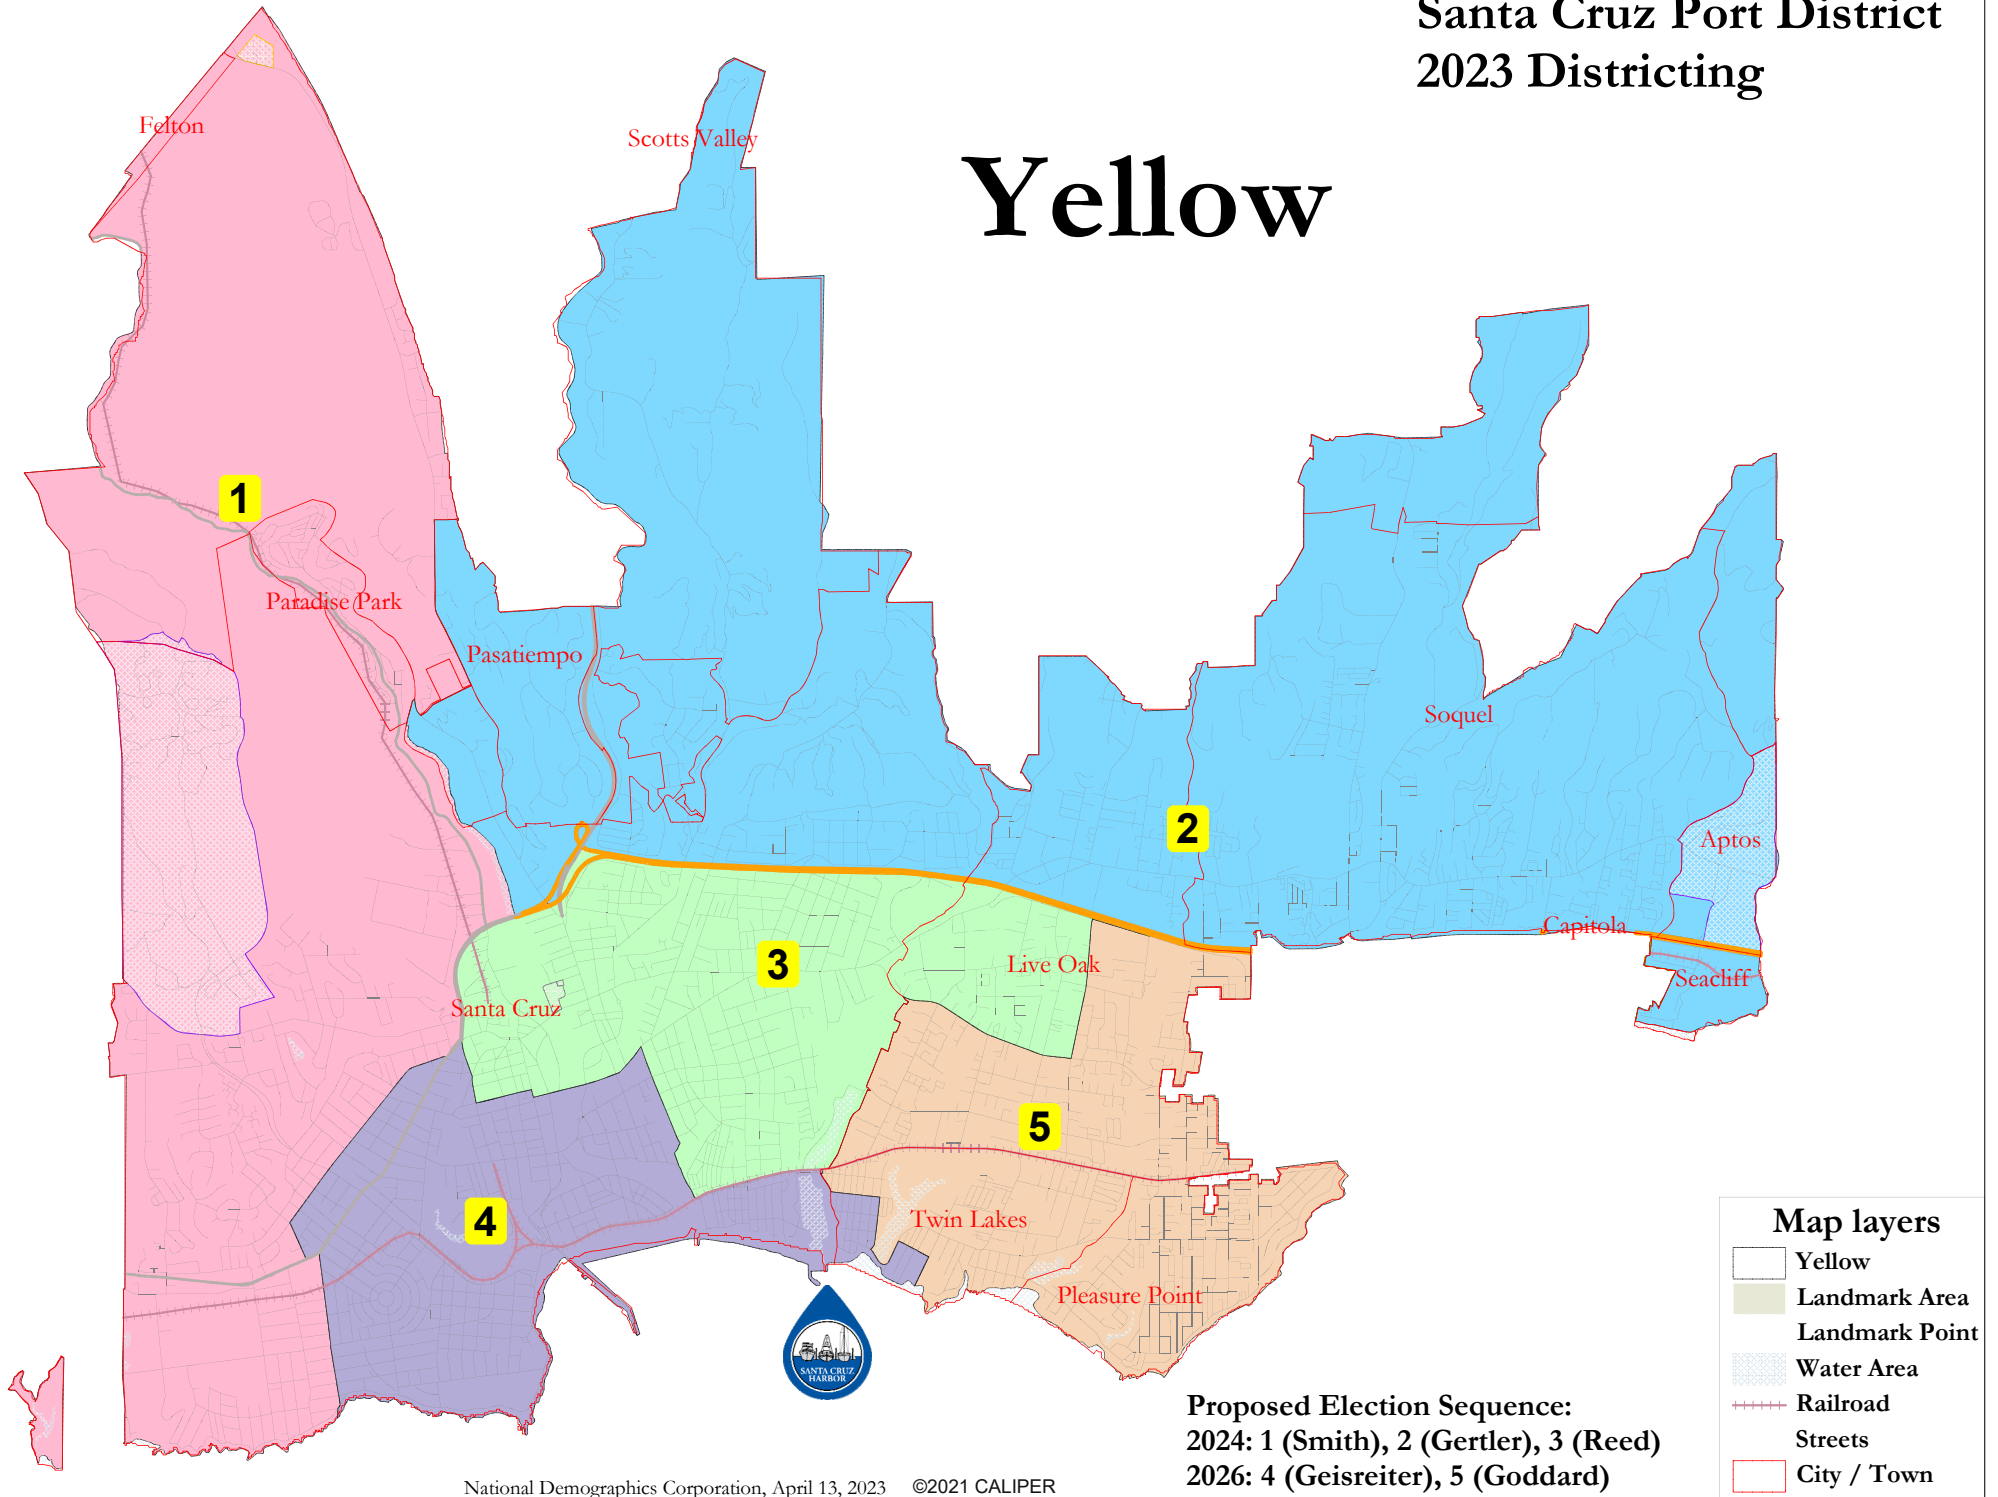 Santa Cruz Port District
2023 Districting
Yellow
Felton
Scotts Valley
1
Paradise Park
Pasatiempo
Soquel
2
Aptos
Capitola
3
Live Oak
Seacliff
Santa Cruz
5
4
Twin Lakes
Pleasure Point
SANTA CRUZ
HARBOR
Map layers
Yellow
Landmark Area
Landmark Point
Water Area
Railroad
Streets
City / Town
Proposed Election Sequence:
2024: 1 (Smith), 2 (Gertler), 3 (Reed)
2026: 4 (Geisreiter), 5 (Goddard)
National Demographics Corporation, April 13, 2023 ©2021 CALIPER